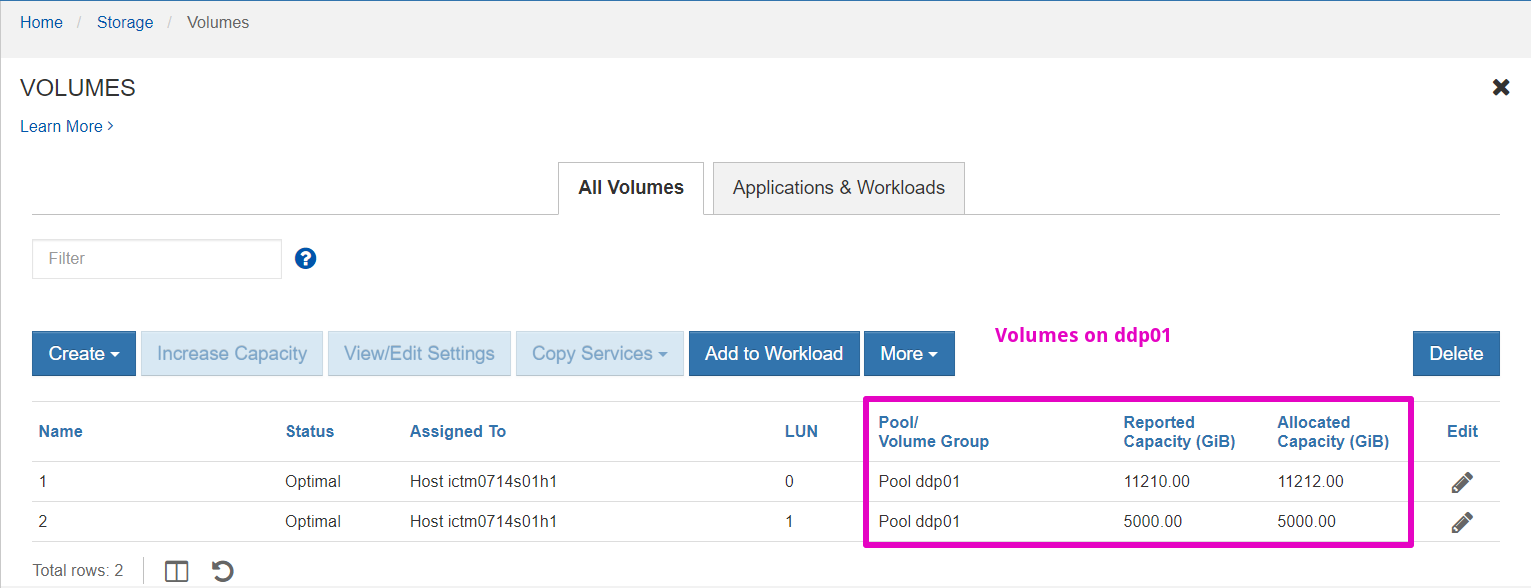 Home / Storage / Volumes
VOLUMES
Learn More >
All Volumes Applications & Workloads
Filter ?
Volumes on ddp01
Create Increase Capacity View/Edit Settings Copy Services Add to Workload More Delete
Name Status Assigned To LUN Pool/ Reported Allocated Edit
Volume Group Capacity (GiB) Capacity (GiB)
1 Optimal Host ictm0714s01h1 0 Pool ddp01 11210.00 11212.00
2 Optimal Host ictm0714s01h1 1 Pool ddp01 5000.00 5000.00
Total rows: 2